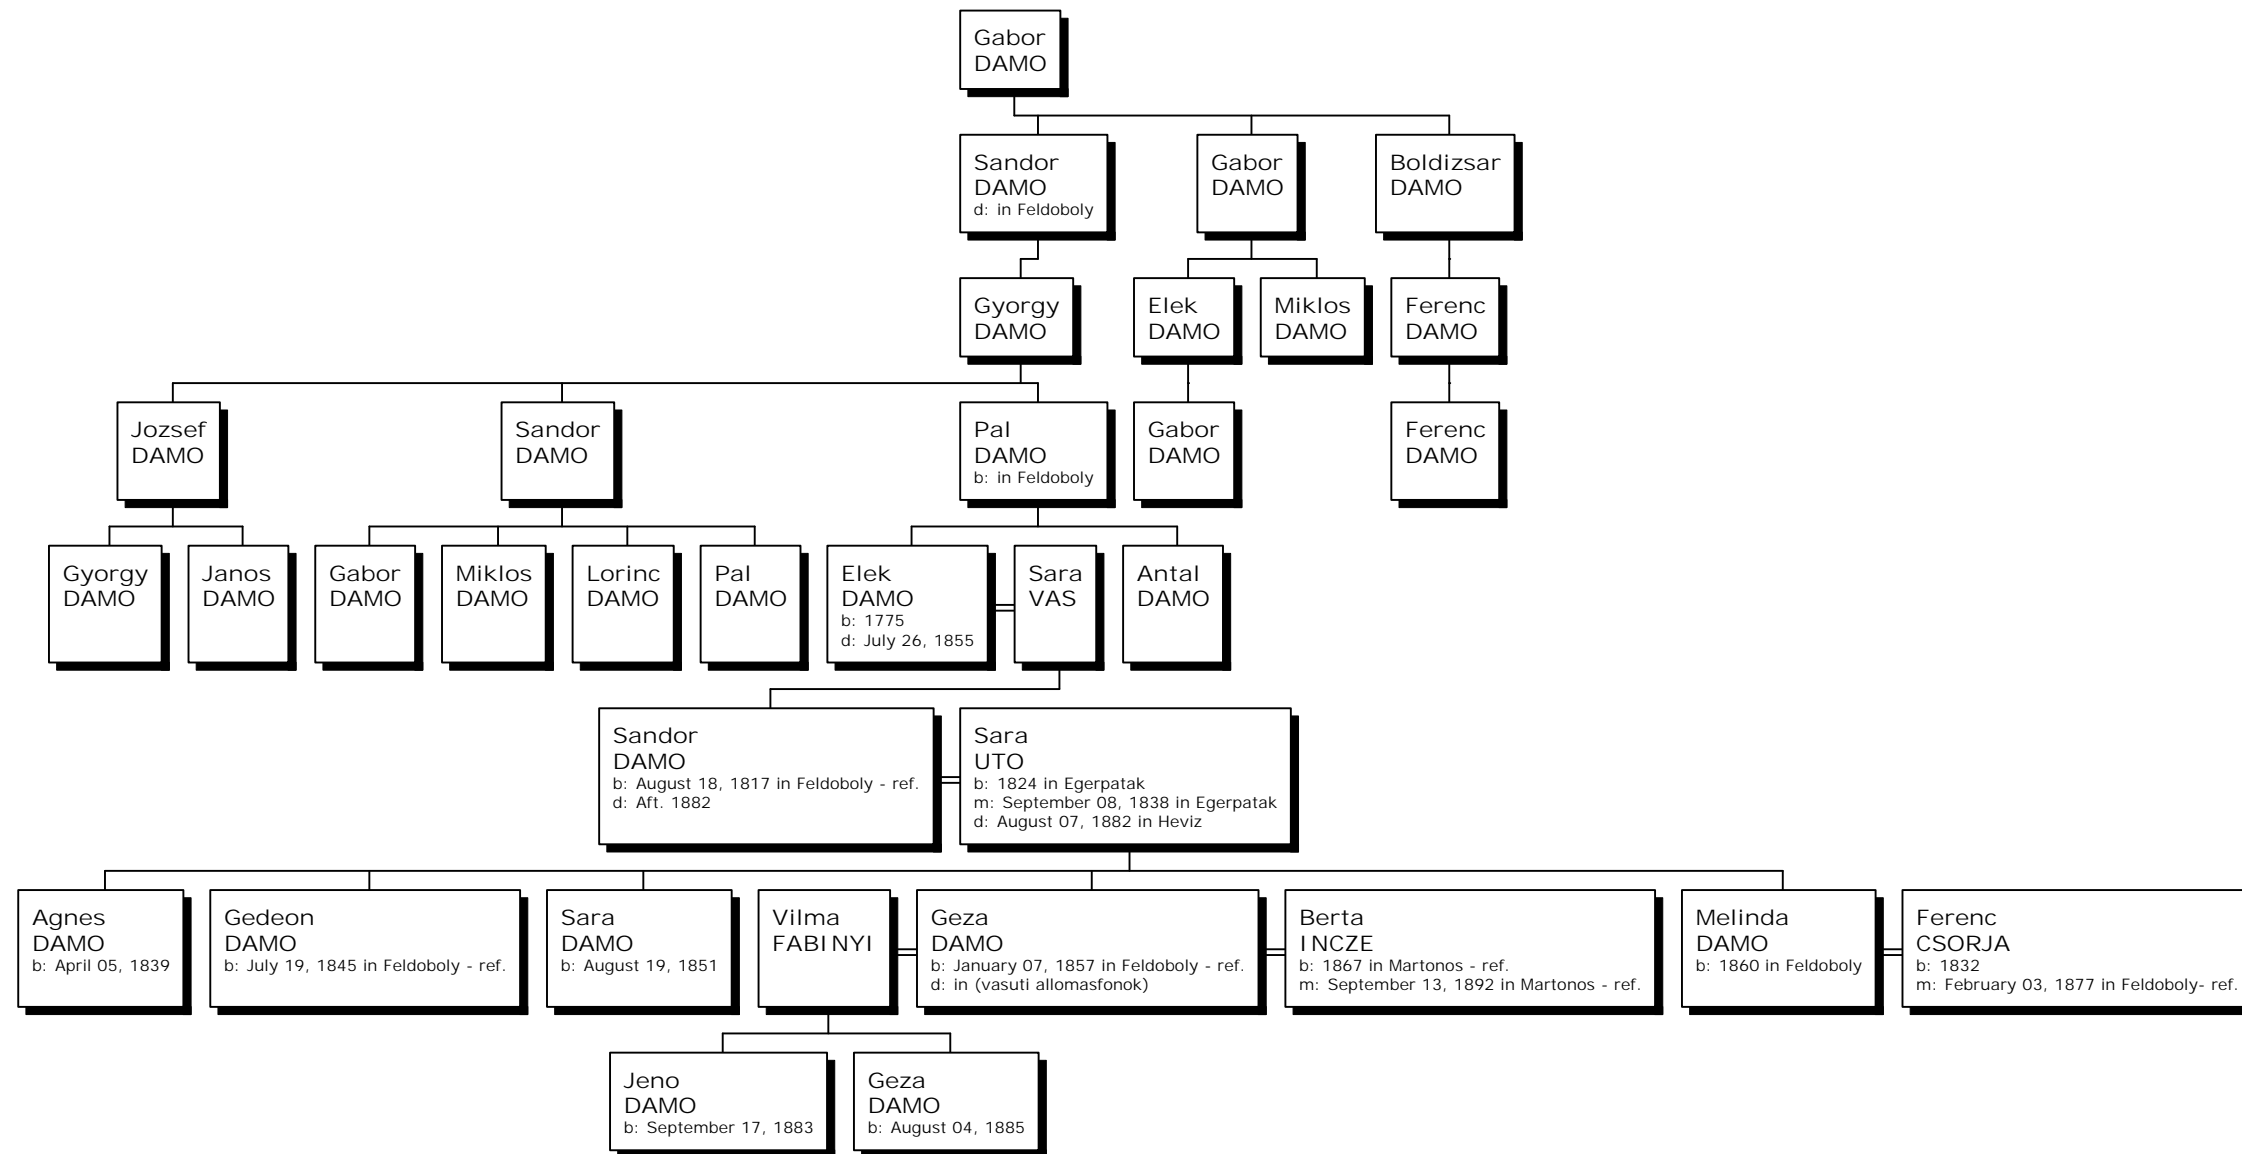 Gabor
DAMO
Sandor
DAMO
d: in Feldoboly
Gabor
DAMO
Boldizsar
DAMO
Gyorgy
DAMO
Elek
DAMO
Miklos
DAMO
Ferenc
DAMO
Jozsef
DAMO
Sandor
DAMO
Pal
DAMO
b: in Feldoboly
Gabor
DAMO
Ferenc
DAMO
Gyorgy
DAMO
Janos
DAMO
Gabor
DAMO
Miklos
DAMO
Lorinc
DAMO
Pal
DAMO
Elek
DAMO
b: 1775
d: July 26, 1855
Sara
VAS
Antal
DAMO
Sandor
DAMO
b: August 18, 1817 in Feldoboly - ref.
d: Aft. 1882
Sara
UTO
b: 1824 in Egerpatak
m: September 08, 1838 in Egerpatak
d: August 07, 1882 in Heviz
Agnes
DAMO
b: April 05, 1839
Gedeon
DAMO
b: July 19, 1845 in Feldoboly - ref.
Sara
DAMO
b: August 19, 1851
Vilma
FABINYI
Geza
DAMO
b: January 07, 1857 in Feldoboly - ref.
d: in (vasuti allomasfonok)
Berta
INCZE
b: 1867 in Martonos - ref.
m: September 13, 1892 in Martonos - ref.
Melinda
DAMO
b: 1860 in Feldoboly
Ferenc
CSORJA
b: 1832
m: February 03, 1877 in Feldoboly- ref.
Jeno
DAMO
b: September 17, 1883
Geza
DAMO
b: August 04, 1885